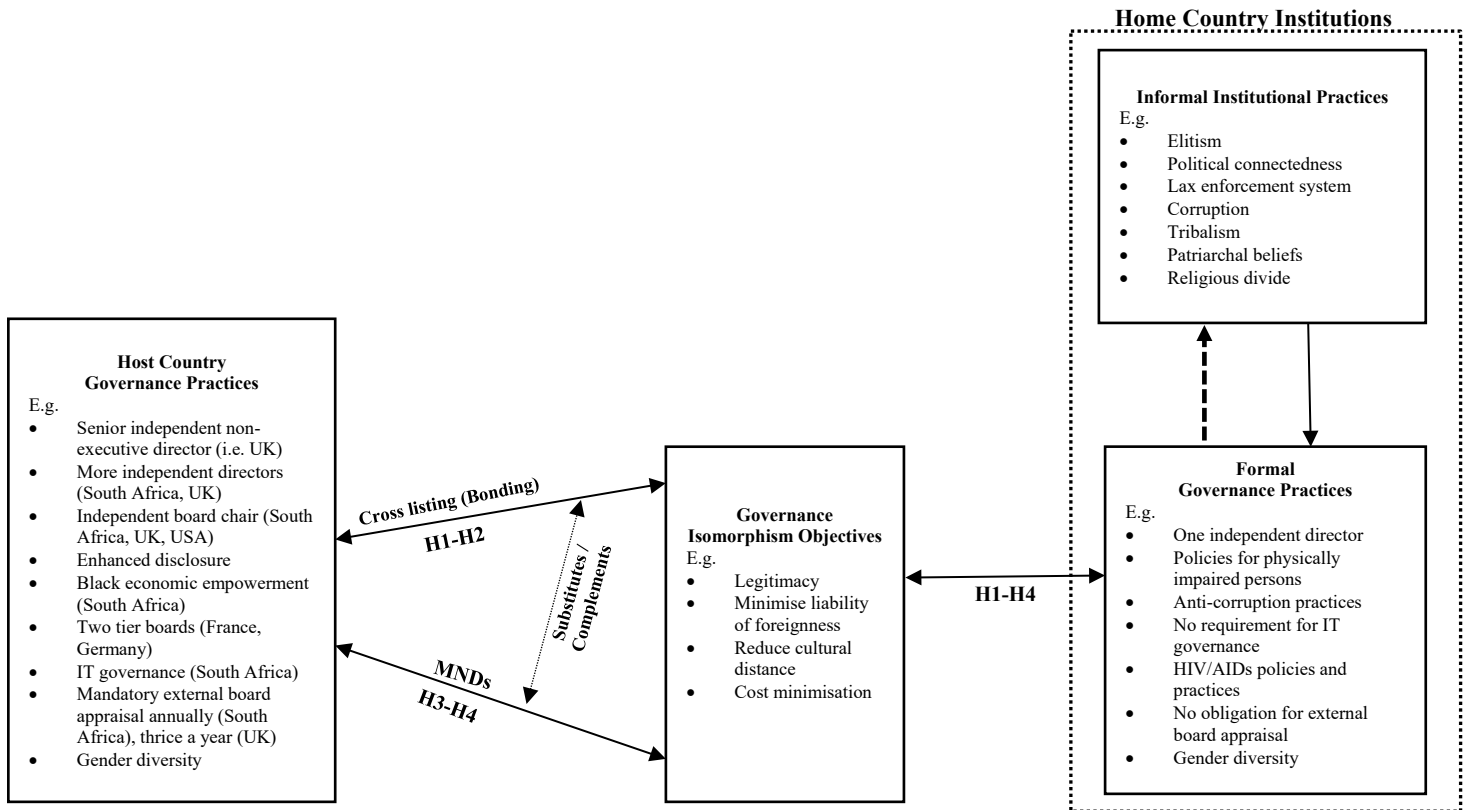 Home Country Institutions
Informal Institutional Practices
E.g.
• Elitism
• Political connectedness
• Lax enforcement system
• Corruption
• Tribalism
• Patriarchal beliefs
• Religious divide
Host Country
Governance Practices
E.g.
• Senior independent non-
executive director (i.e. UK)
• More independent directors
(South Africa, UK)
• Independent board chair (South
Africa, UK, USA)
• Enhanced disclosure
• Black economic empowerment
(South Africa)
• Two tier boards (France,
Germany)
• IT governance (South Africa)
• Mandatory external board
appraisal annually (South
Africa), thrice a year (UK)
• Gender diversity
Cross listing (Bonding)
H1-H2
Substitutes /
Complements
MNDs
H3-H4
Governance
Isomorphism Objectives
E.g.
• Legitimacy
• Minimise liability
of foreignness
• Reduce cultural
distance
• Cost minimisation
H1-H4
Formal
Governance Practices
E.g.
• One independent director
• Policies for physically
impaired persons
• Anti-corruption practices
• No requirement for IT
governance
• HIV/AIDs policies and
practices
• No obligation for external
board appraisal
• Gender diversity